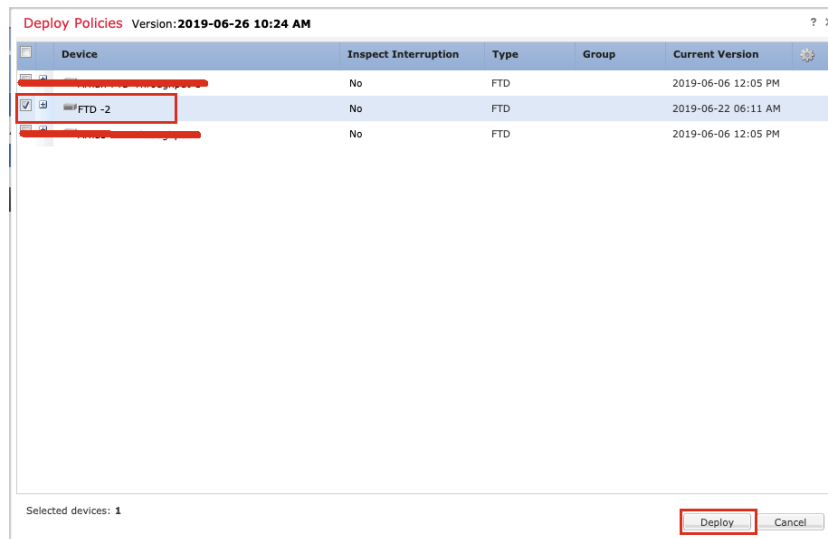 Deploy Policies Version:2019-06-26 10:24 AM ?
Device Inspect Interruption Type Group Current Version
No FTD 2019-06-06 12:05 PM
FTD -2 No FTD 2019-06-22 06:11 AM
No FTD 2019-06-06 12:05 PM
Selected devices: 1
Deploy Cancel